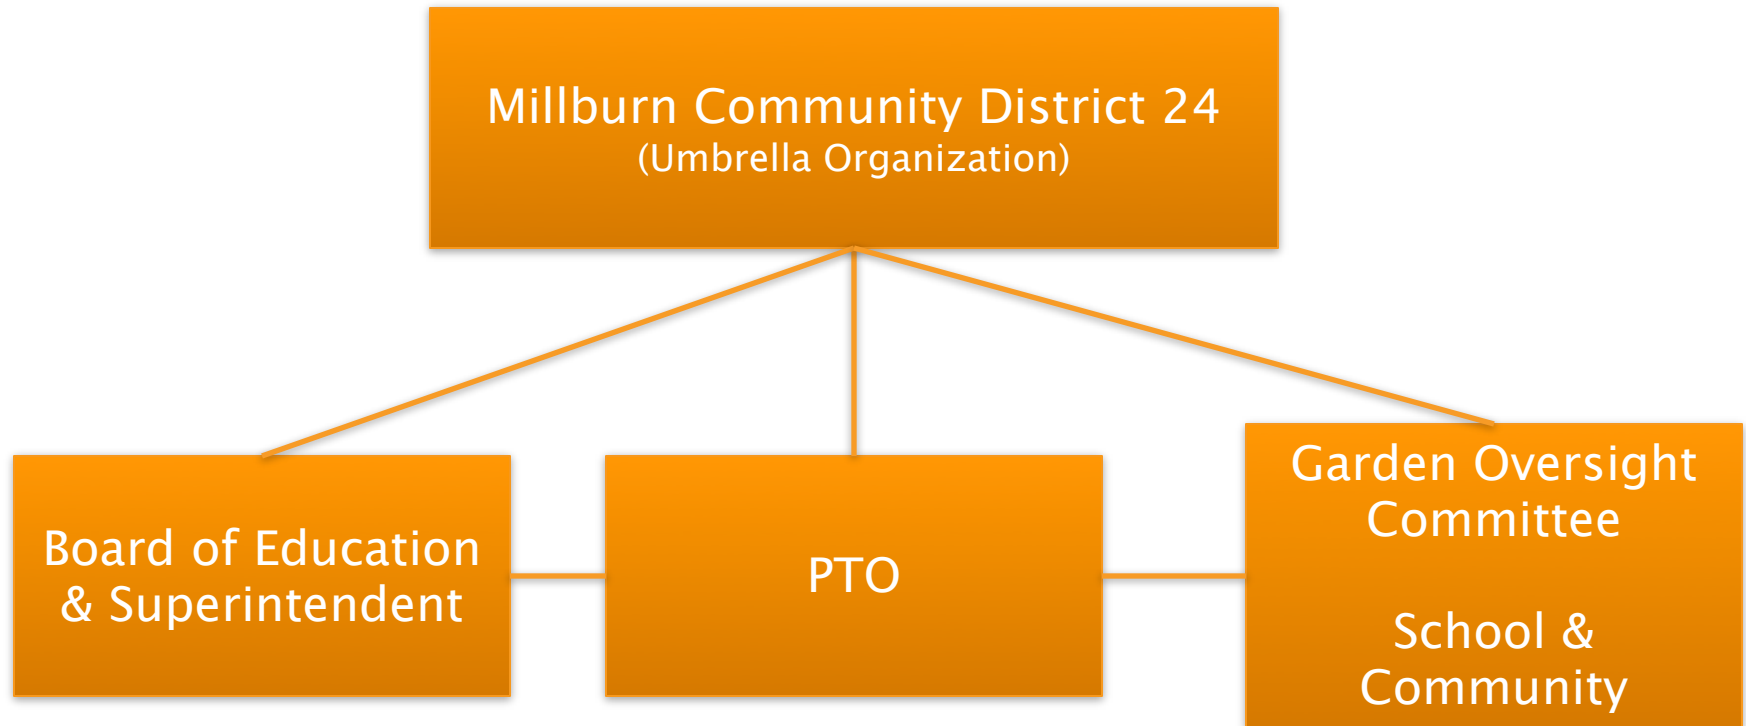 Millburn Community District 24
(Umbrella Organization)
Board of Education
& Superintendent
PTO
Garden Oversight
Committee
School &
Community